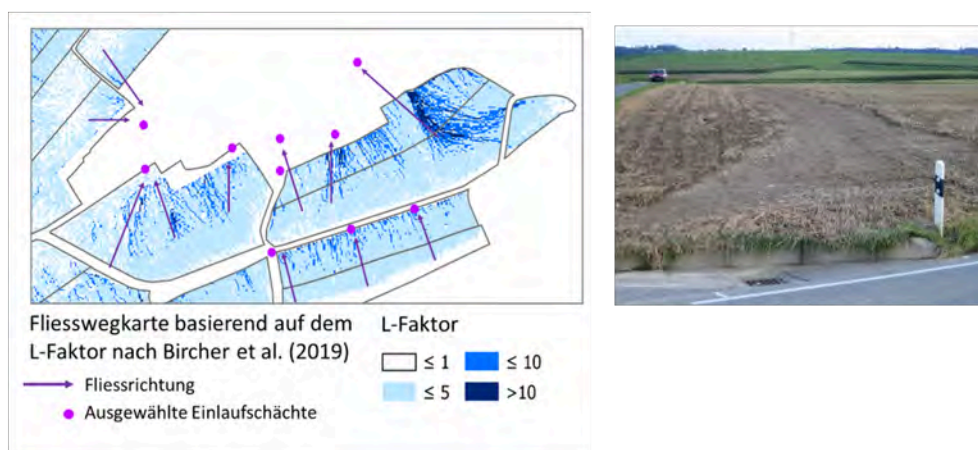 Fliesswegkarte basierend auf dem
L-Faktor nach Bircher et al. (2019)
Fliessrichtung
Ausgewählte Einlaufschächte
L-Faktor
≤ 1
≤ 10
≤ 5
>10